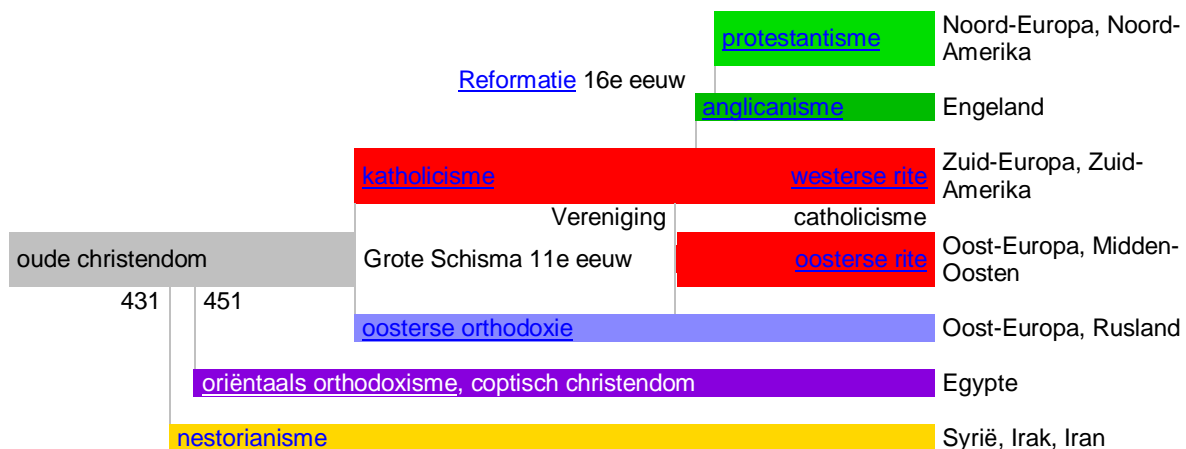 protestantisme
Noord-Europa, Noord-
Amerika
Reformatie 16e eeuw
anglicanisme
Engeland
katholicisme
westerse rite
Zuid-Europa, Zuid-
Amerika
Vereniging
catholicisme
oude christendom
Grote Schisma 11e eeuw
oosterse rite
Oost-Europa, Midden-
Oosten
431
451
oosterse orthodoxie
Oost-Europa, Rusland
oriëntaals orthodoxisme, coptisch christendom
Egypte
nestorianisme
Syrië, Irak, Iran